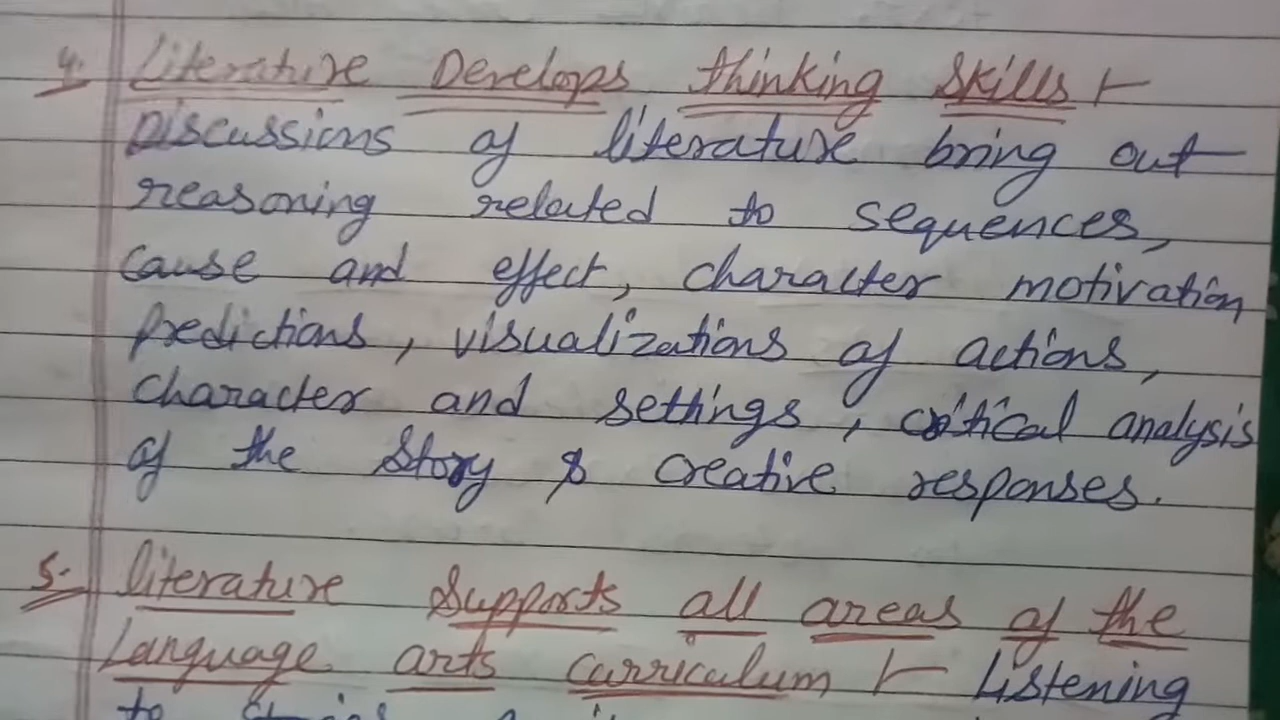 4. Literature Develops thinking Skills :-
Discussions of literature bring out
reasoning related to sequences,
cause and effect, character motivation
predictions, visualizations of actions,
character and settings, critical analysis
of the story & creative responses.
5. literature Supports all areas of the
Language arts curriculum :- Listening
to